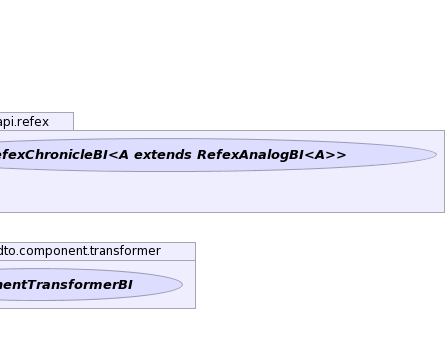 api.refex
efexChronicleBI<A extends RefexAnalogBI<A>>
dto.component.transformer
nentTransformerBI